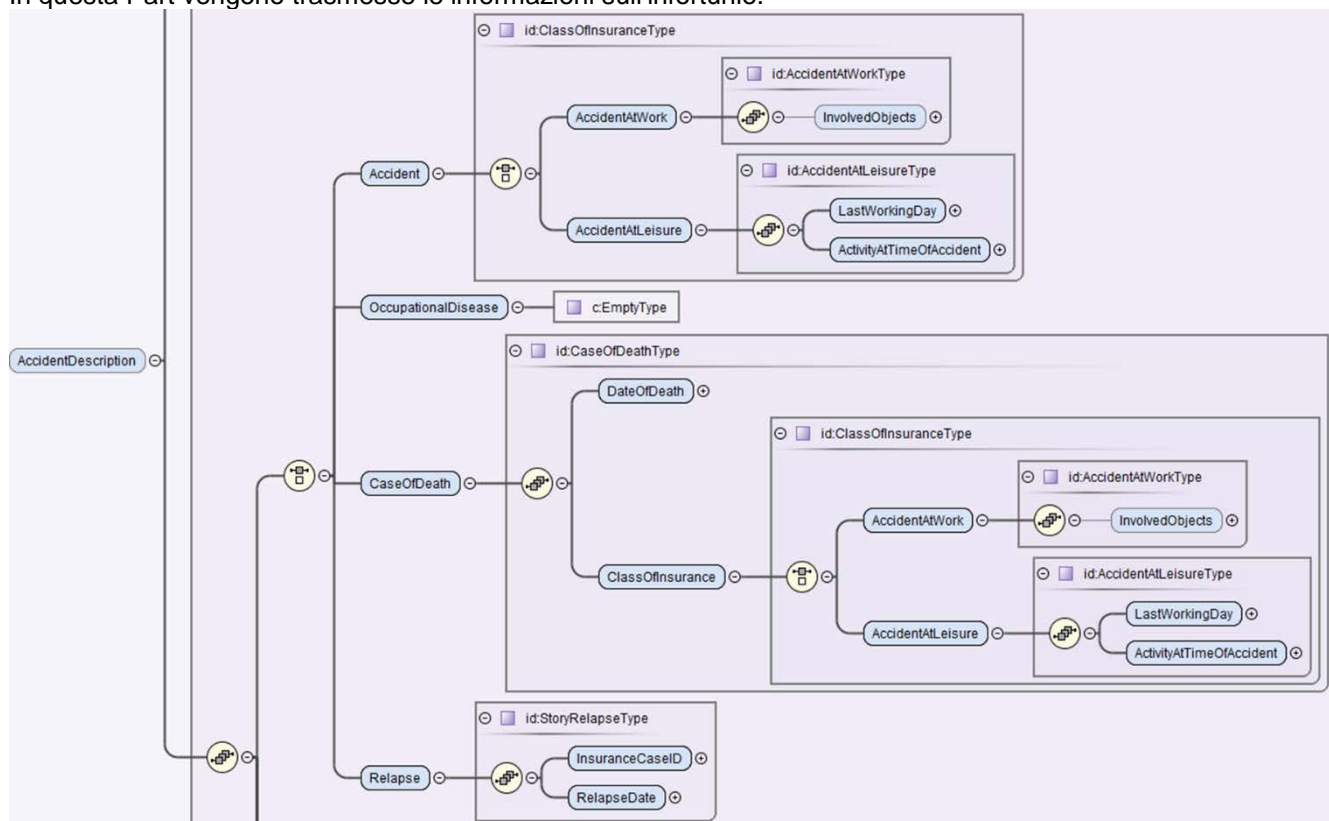 In questa Part vengono trasmesse le informazioni sull'infortunio.
id:ClassOfInsuranceType
id:AccidentAtWorkType
AccidentAtWork
InvolvedObjects
Accident
id:AccidentAtLeisureType
LastWorkingDay
AccidentAtLeisure
ActivityAtTimeOfAccident
OccupationalDisease
c:EmptyType
id:CaseOfDeathType
AccidentDescription
DateOfDeath
id:ClassOfInsuranceType
id:AccidentAtWorkType
CaseOfDeath
AccidentAtWork
InvolvedObjects
ClassOfInsurance
id:AccidentAtLeisureType
LastWorkingDay
AccidentAtLeisure
ActivityAtTimeOfAccident
id:StoryRelapseType
InsuranceCaseID
Relapse
RelapseDate